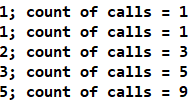 1; count of calls = 1
1; count of calls = 1
2; count of calls = 3
3; count of calls = 5
5; count of calls = 9